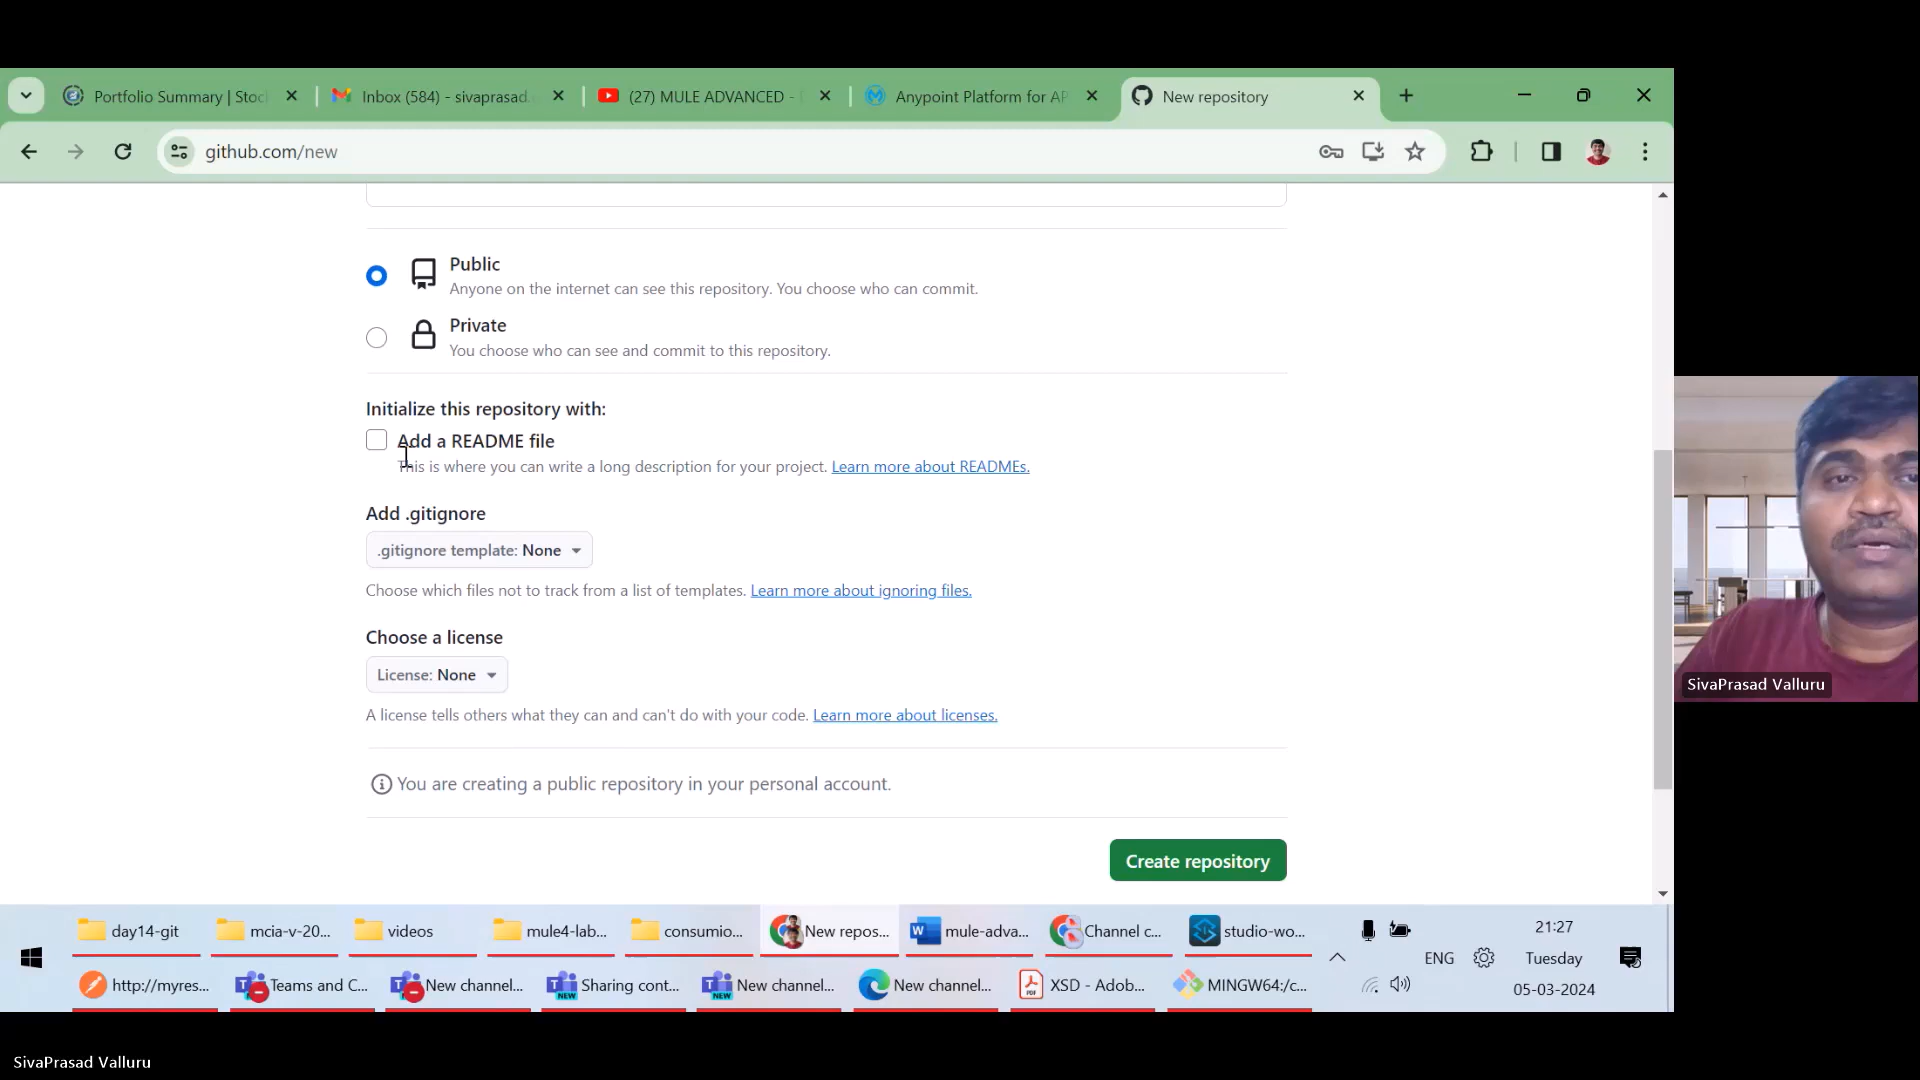 Portfolio Summary | Stoc
Inbox (584) - sivaprasad.
(27) MULE ADVANCED -
Anypoint Platform for AP
New repository
github.com/new
Public
Anyone on the internet can see this repository. You choose who can commit.
Private
You choose who can see and commit to this repository.
Initialize this repository with:
Add a README file
This is where you can write a long description for your project. Learn more about READMEs.
Add .gitignore
.gitignore template: None
Choose which files not to track from a list of templates. Learn more about ignoring files.
Choose a license
License: None
A license tells others what they can and can't do with your code. Learn more about licenses.
You are creating a public repository in your personal account.
Create repository
SivaPrasad Valluru
day14-git
mcia-v-20...
videos
mule4-lab...
consumio...
New repos...
mule-adva...
Channel c...
studio-wo...
21:27
ENG
Tuesday
http://myres...
Teams and C...
New channel...
Sharing cont...
New channel...
New channel...
XSD - Adob...
MINGW64:/c...
05-03-2024
SivaPrasad Valluru